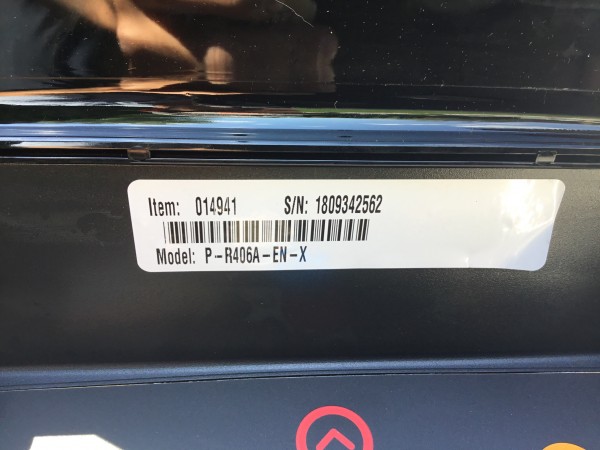 Item: 014941 S/N: 1809342562
Model: P-R406A-EN-X